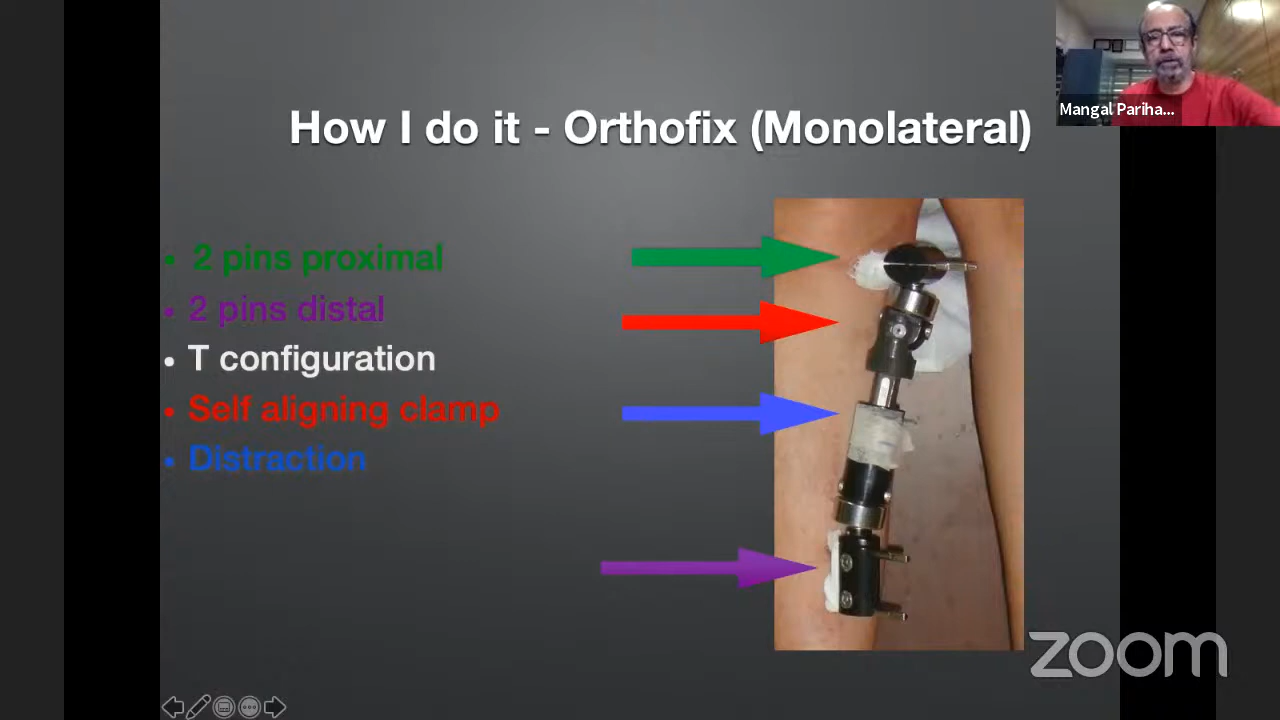 How I do it - Orthofix (Monolateral)
Mangal Pariha...
• 2 pins proximal
• 2 pins distal
• T configuration
• Self aligning clamp
• Distraction
zoom